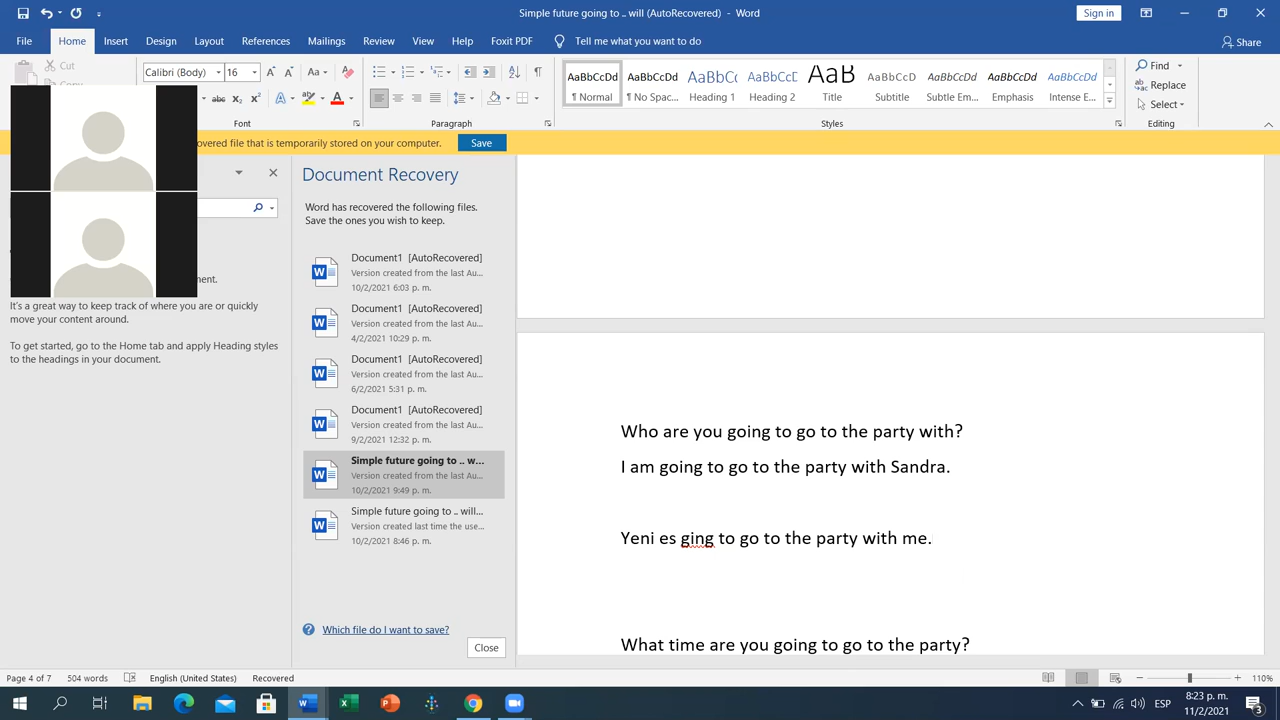 Simple future going to .. will (AutoRecovered) - Word
Sign in
File Home Insert Design Layout References Mailings Review View Help Foxit PDF Tell me what you want to do Share
Cut
Calibri (Body) 16 Aa
AaBbCcDd AaBbCcDd AaBbC( AaBbCcD AaB AaBbCcDd AaBbCcDd AaBbCcDd AaBbCcDd
¶ Normal ¶ No Spac... Heading 1 Heading 2 Title Subtitle Subtle Em... Emphasis Intense E...
Find
Replace
Select
Font Paragraph Styles Editing
overed file that is temporarily stored on your computer. Save
It's a great way to keep track of where you are or quickly
move your content around.
To get started, go to the Home tab and apply Heading styles
to the headings in your document.
Document Recovery
Word has recovered the following files.
Save the ones you wish to keep.
Document1 [AutoRecovered]
Version created from the last Au...
10/2/2021 6:03 p. m.
Document1 [AutoRecovered]
Version created from the last Au...
4/2/2021 10:29 p. m.
Document1 [AutoRecovered]
Version created from the last Au...
6/2/2021 5:31 p. m.
Document1 [AutoRecovered]
Version created from the last Au...
9/2/2021 12:32 p. m.
Simple future going to .. w...
Version created from the last Au...
10/2/2021 9:49 p. m.
Simple future going to .. will...
Version created last time the use...
10/2/2021 8:46 p. m.
Which file do I want to save?
Close
Who are you going to go to the party with?
I am going to go to the party with Sandra.
Yeni es ging to go to the party with me.
What time are you going to go to the party?
Page 4 of 7 504 words English (United States) Recovered 110%
ESP
8:23 p. m.
11/2/2021
3